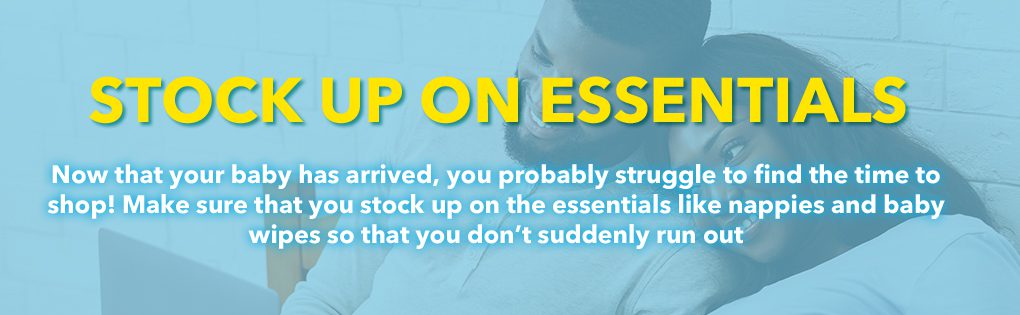 STOCK UP ON ESSENTIALS
Now that your baby has arrived, you probably struggle to find the time to
shop! Make sure that you stock up on the essentials like nappies and baby
wipes so that you don’t suddenly run out